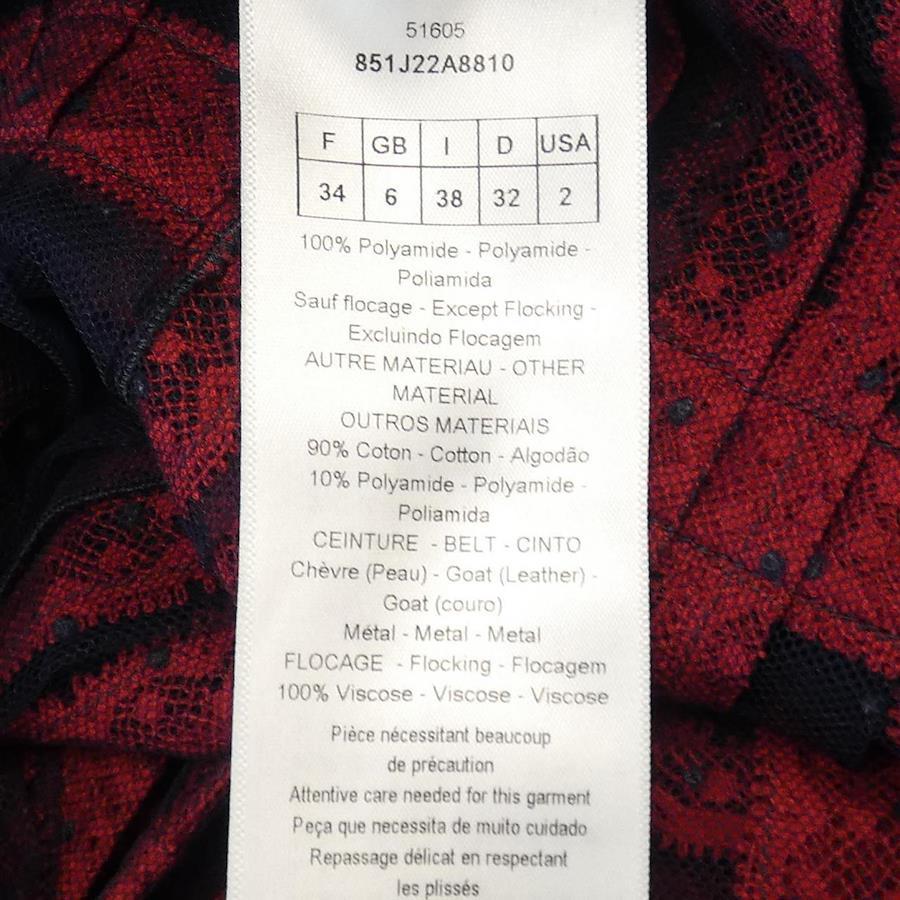 51605
851J22A8810
F GB I D USA
34 6 38 32 2
100% Polyamide - Polyamide -
Poliamida
Sauf flocage - Except Flocking -
Excluindo Flocagem
AUTRE MATERIAU - OTHER
MATERIAL
OUTROS MATERIAIS
90% Coton - Cotton - Algodão
10% Polyamide - Polyamide -
Poliamida
CEINTURE - BELT - CINTO
Chèvre (Peau) - Goat (Leather) -
Goat (couro)
Métal - Metal - Metal
FLOCAGE - Flocking - Flocagem
100% Viscose - Viscose - Viscose
Pièce nécessitant beaucoup
de précaution
Attentive care needed for this garment
Peça que necessita de muito cuidado
Repassage délicat en respectant
les plissés